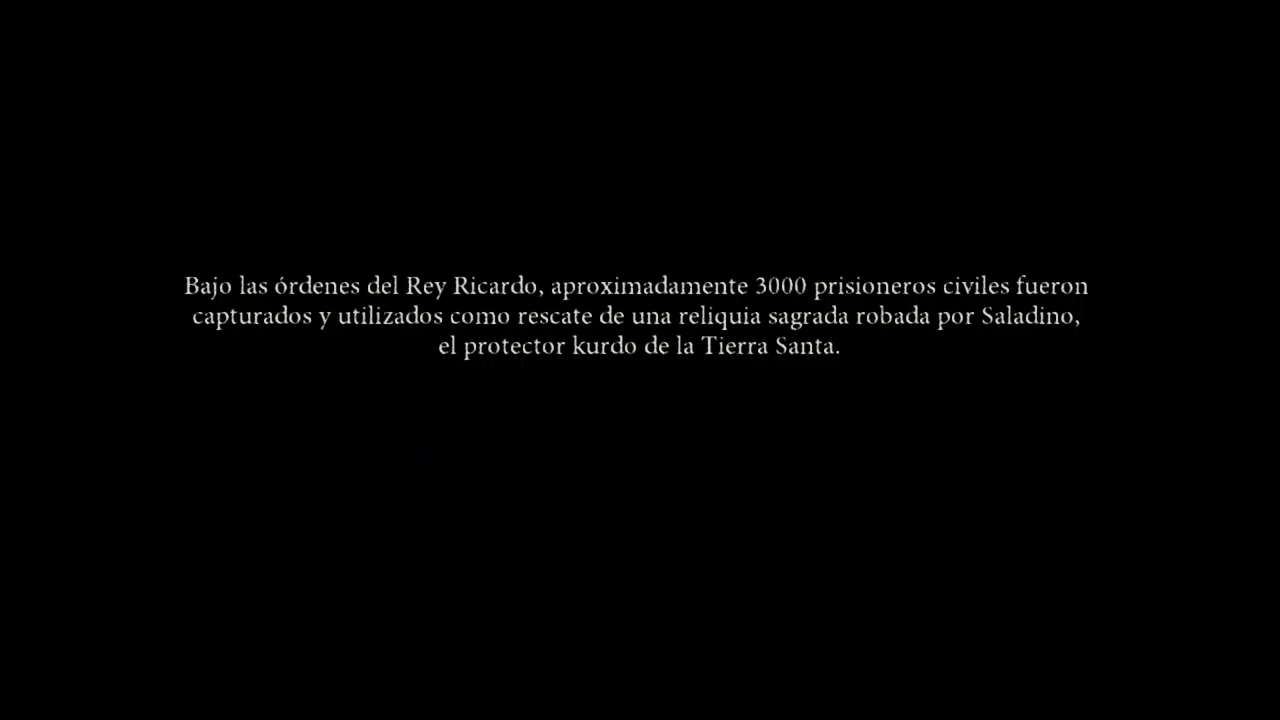 Bajo las órdenes del Rey Ricardo, aproximadamente 3000 prisioneros civiles fueron
capturados y utilizados como rescate de una reliquia sagrada robada por Saladino,
el protector kurdo de la Tierra Santa.